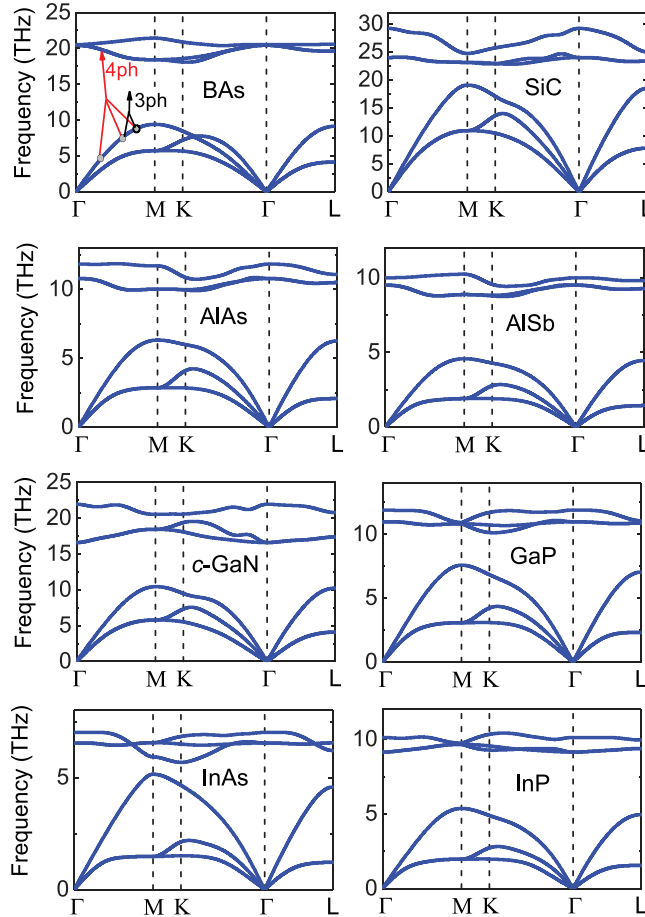 Frequency (THz)
25
20
15
10
5
0
4ph
3ph
BAs
Γ
M
K
Γ
L
30
25
20
15
10
5
0
SiC
Γ
M
K
Γ
L
Frequency (THz)
10
5
0
AlAs
Γ
M
K
Γ
L
10
5
0
AlSb
Γ
M
K
Γ
L
Frequency (THz)
25
20
15
10
5
0
c-GaN
Γ
M
K
Γ
L
10
5
0
GaP
Γ
M
K
Γ
L
Frequency (THz)
5
0
InAs
Γ
M
K
Γ
L
10
5
0
InP
Γ
M
K
Γ
L